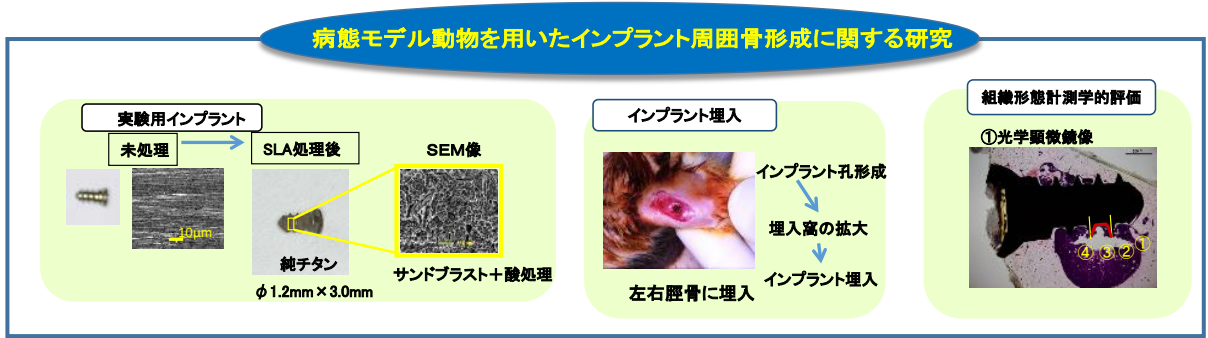 病態モデル動物を用いたインプラント周囲骨形成に関する研究
実験用インプラント
未処理
SLA処理後
SEM像
10μm
純チタン
φ1.2mm×3.0mm
サンドブラスト＋酸処理
インプラント埋入
インプラント孔形成
埋入窩の拡大
インプラント埋入
左右脛骨に埋入
組織形態計測学的評価
①光学顕微鏡像
④ ③ ② ①